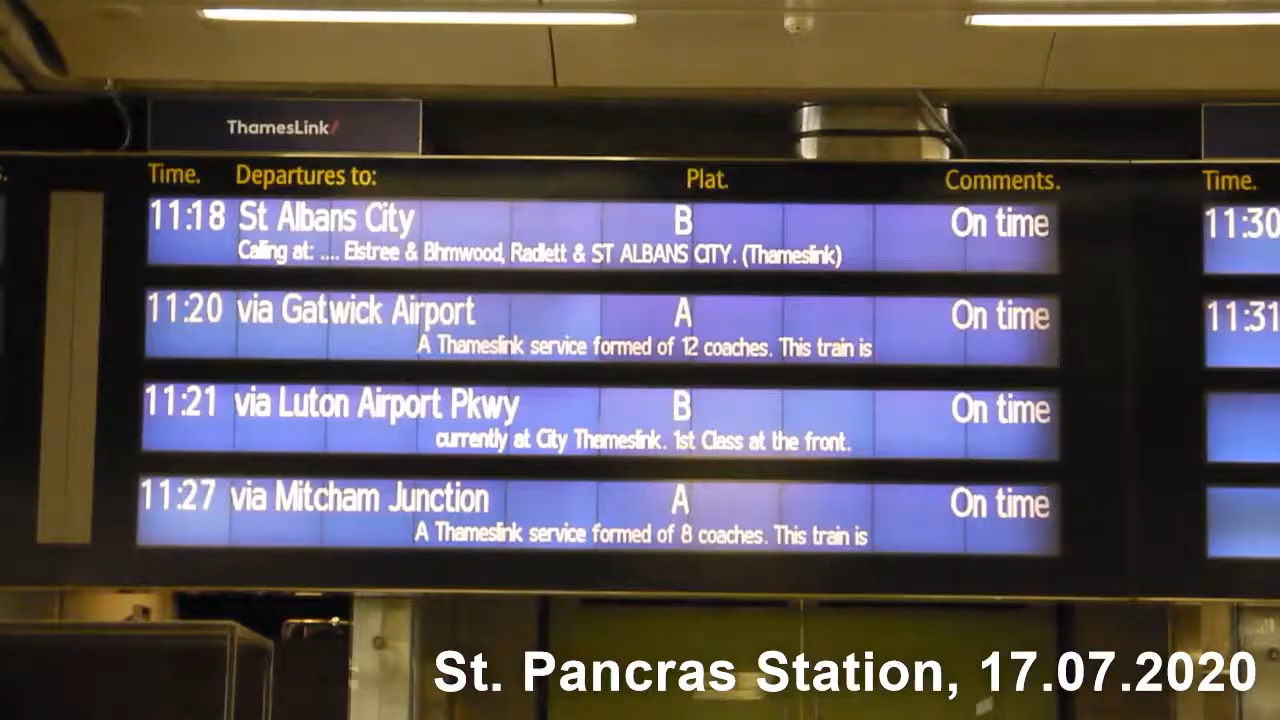 ThamesLink/
Time. Departures to: Plat. Comments. Time.
11:18 St Albans City B On time 11:30
Calling at: .... Elstree & Bhmwood, Radlett & ST ALBANS CITY. (Thameslink)
11:20 via Gatwick Airport A On time 11:31
A Thameslink service formed of 12 coaches. This train is
11:21 via Luton Airport Pkwy B On time
currently at City Thameslink. 1st Class at the front.
11:27 via Mitcham Junction A On time
A Thameslink service formed of 8 coaches. This train is
St. Pancras Station, 17.07.2020